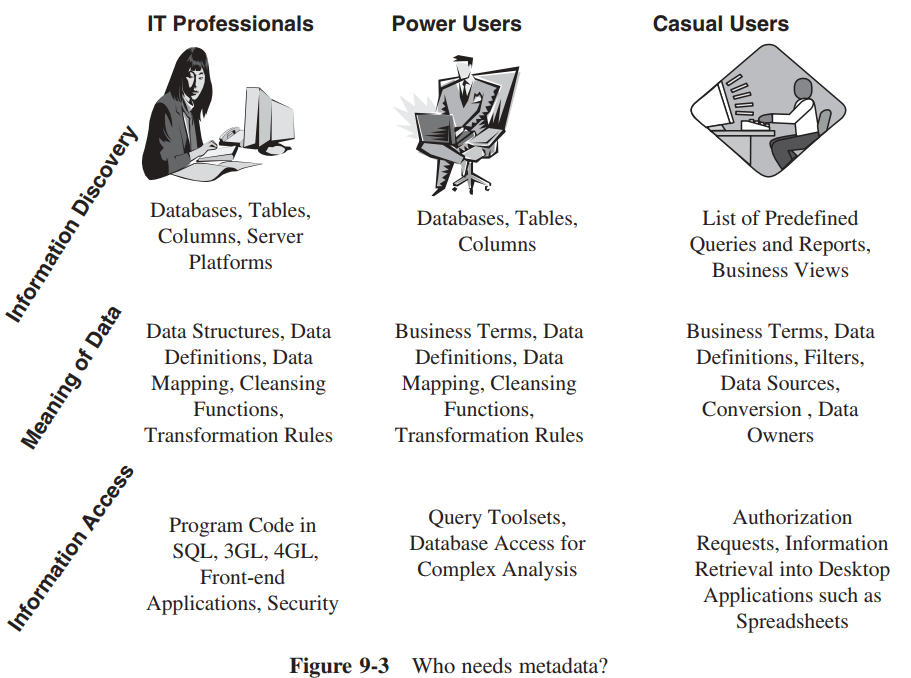 IT Professionals
Power Users
Casual Users
Information Discovery
Databases, Tables,
Columns, Server
Platforms
Databases, Tables,
Columns
List of Predefined
Queries and Reports,
Business Views
Meaning of Data
Data Structures, Data
Definitions, Data
Mapping, Cleansing
Functions,
Transformation Rules
Business Terms, Data
Definitions, Data
Mapping, Cleansing
Functions,
Transformation Rules
Business Terms, Data
Definitions, Filters,
Data Sources,
Conversion , Data
Owners
Information Access
Program Code in
SQL, 3GL, 4GL,
Front-end
Applications, Security
Query Toolsets,
Database Access for
Complex Analysis
Authorization
Requests, Information
Retrieval into Desktop
Applications such as
Spreadsheets
Figure 9-3 Who needs metadata?